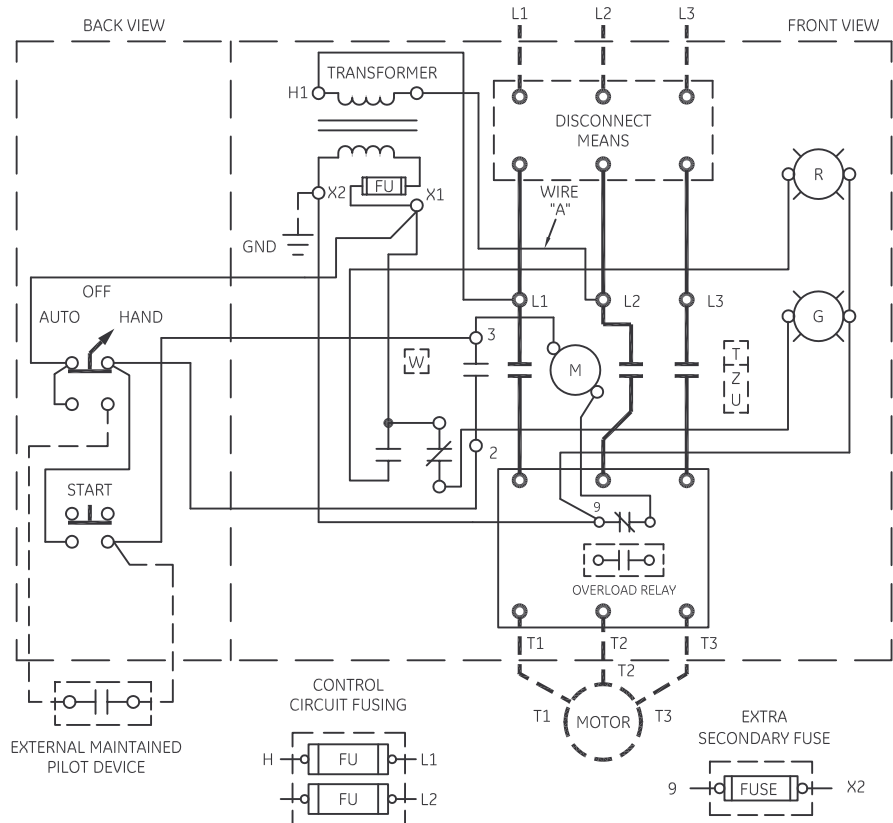 BACK VIEW
L1
L2
L3
FRONT VIEW
TRANSFORMER
H1
DISCONNECT
MEANS
R
X2
FU
X1
WIRE
"A"
GND
OFF
L1
L2
L3
AUTO
HAND
G
3
W
M
T
Z
U
2
START
9
OVERLOAD RELAY
T1
T2
T3
T2
T1
MOTOR
T3
CONTROL
CIRCUIT FUSING
EXTRA
SECONDARY FUSE
EXTERNAL MAINTAINED
PILOT DEVICE
H
FU
L1
9
FUSE
X2
FU
L2